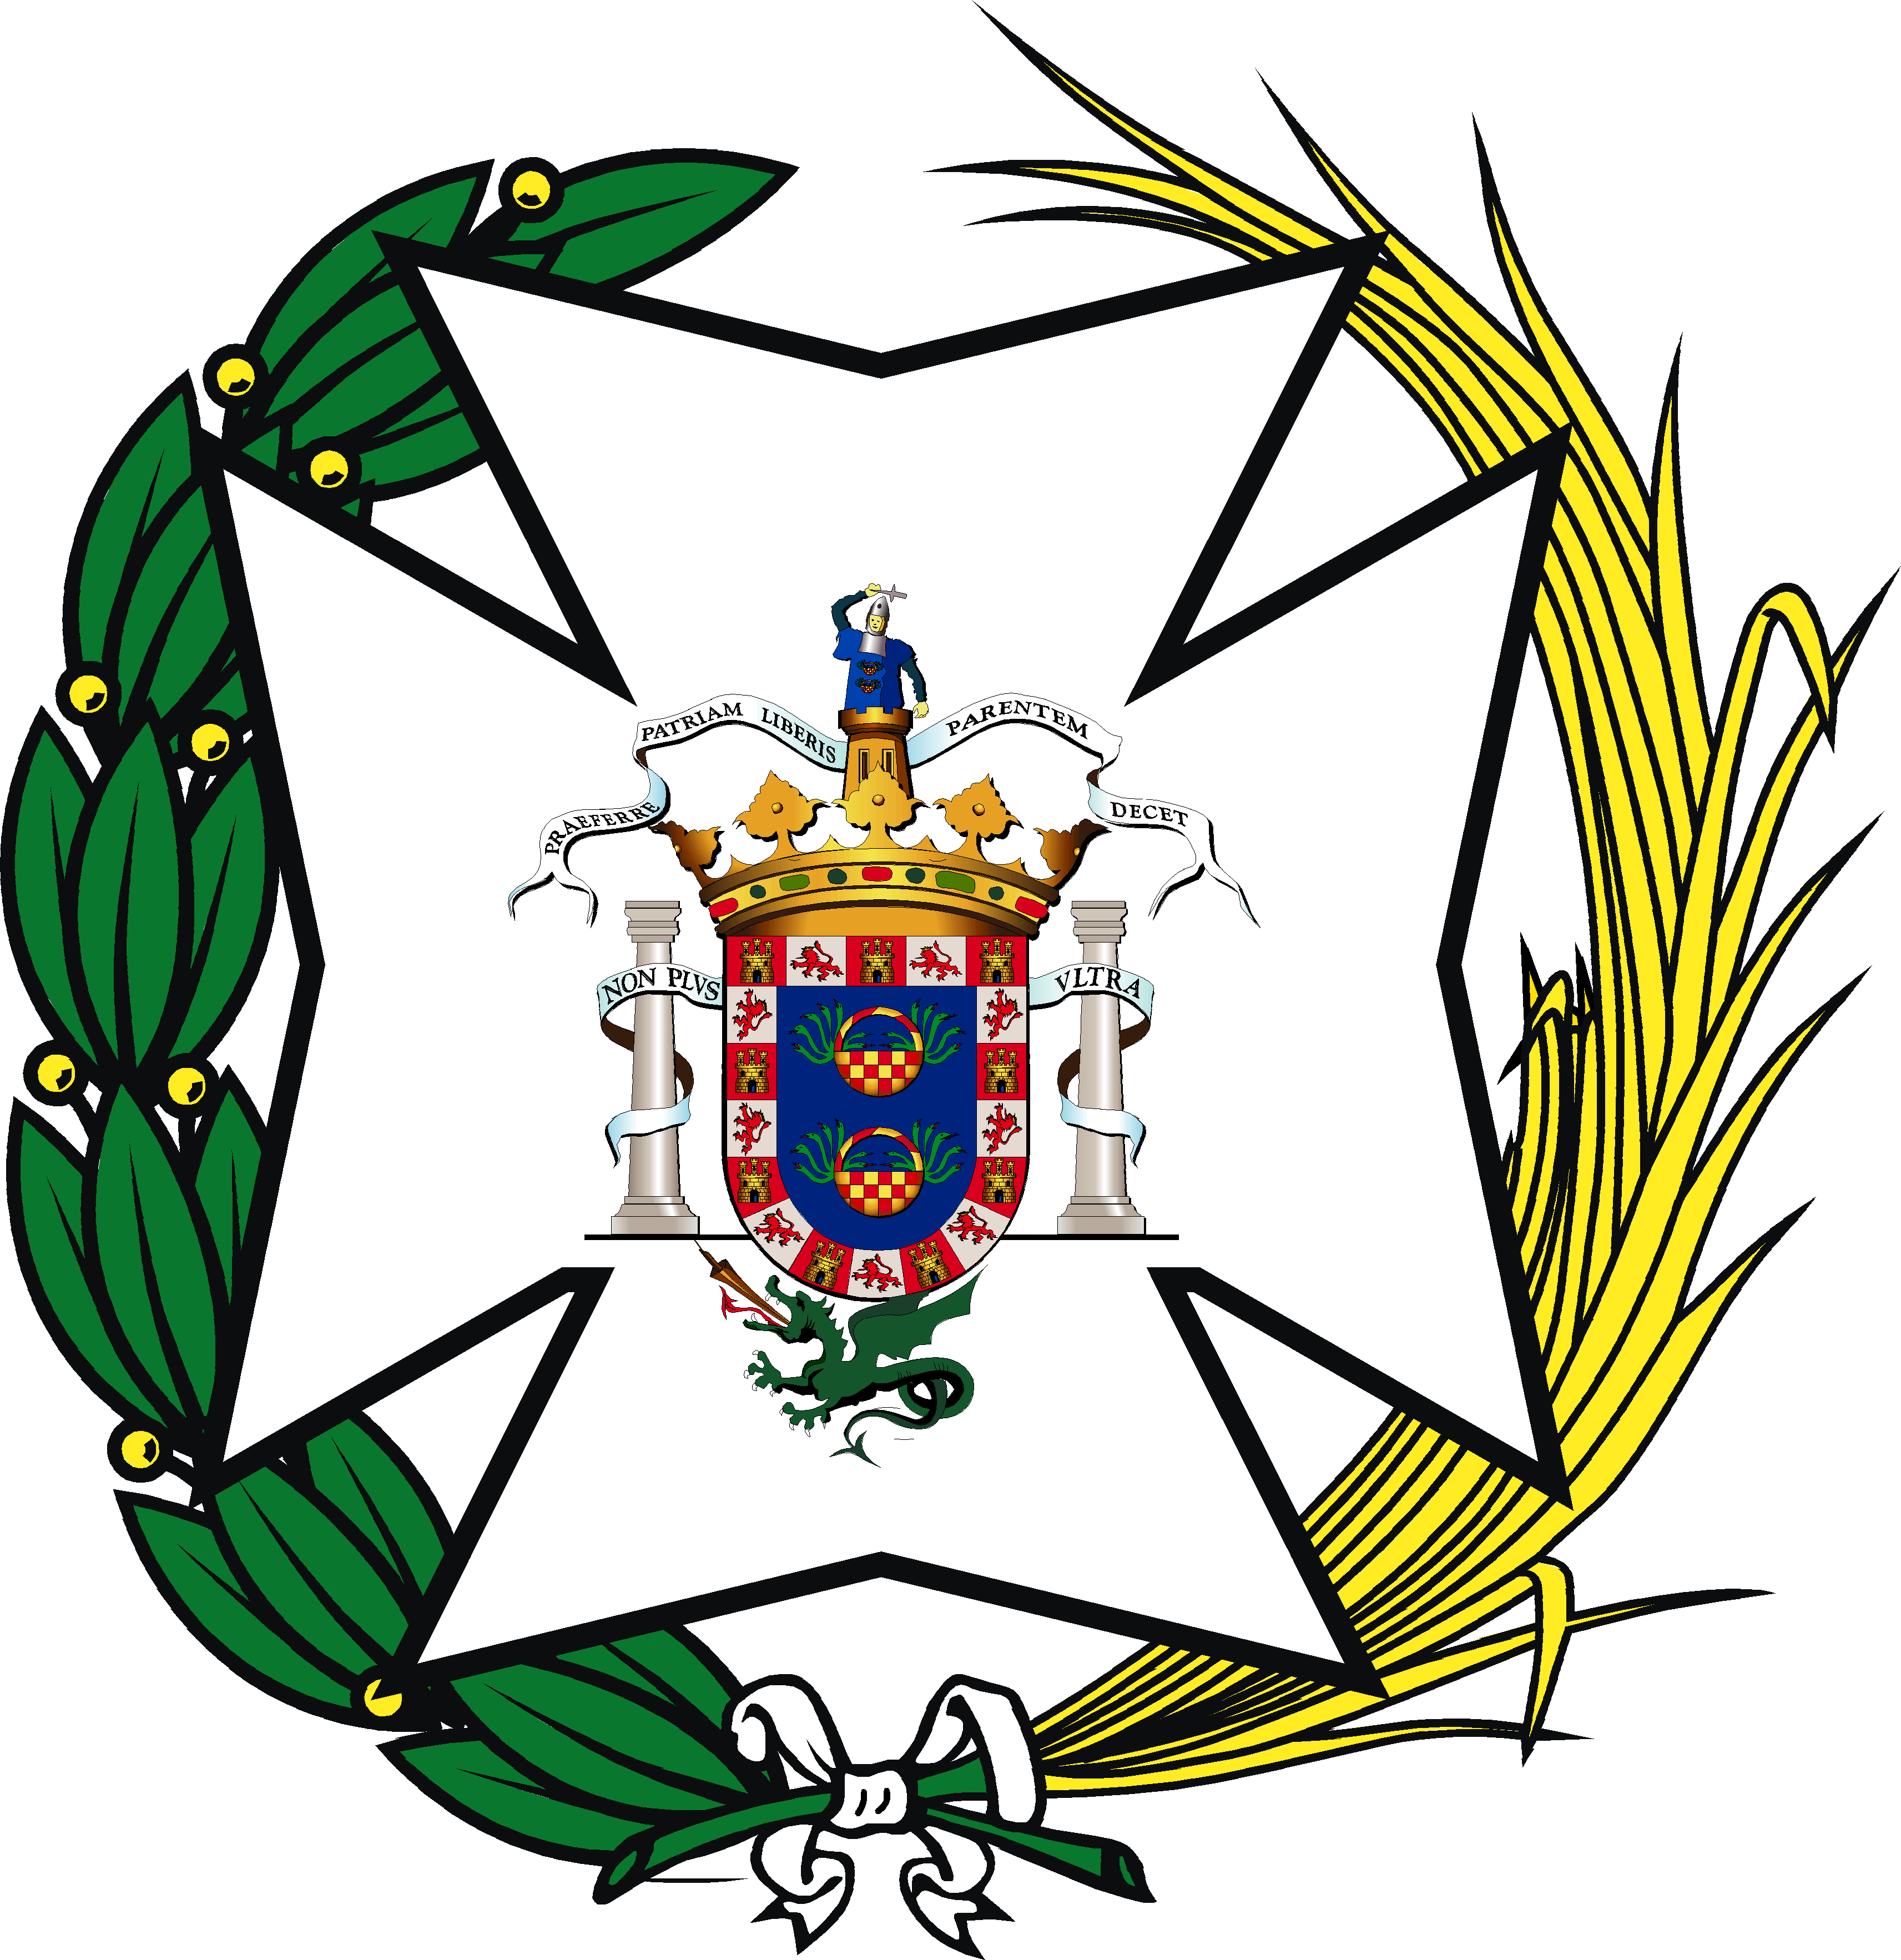 PRAEFERRE PATRIAM LIBERIS PARENTEM DECET
NON PLVS VLTRA